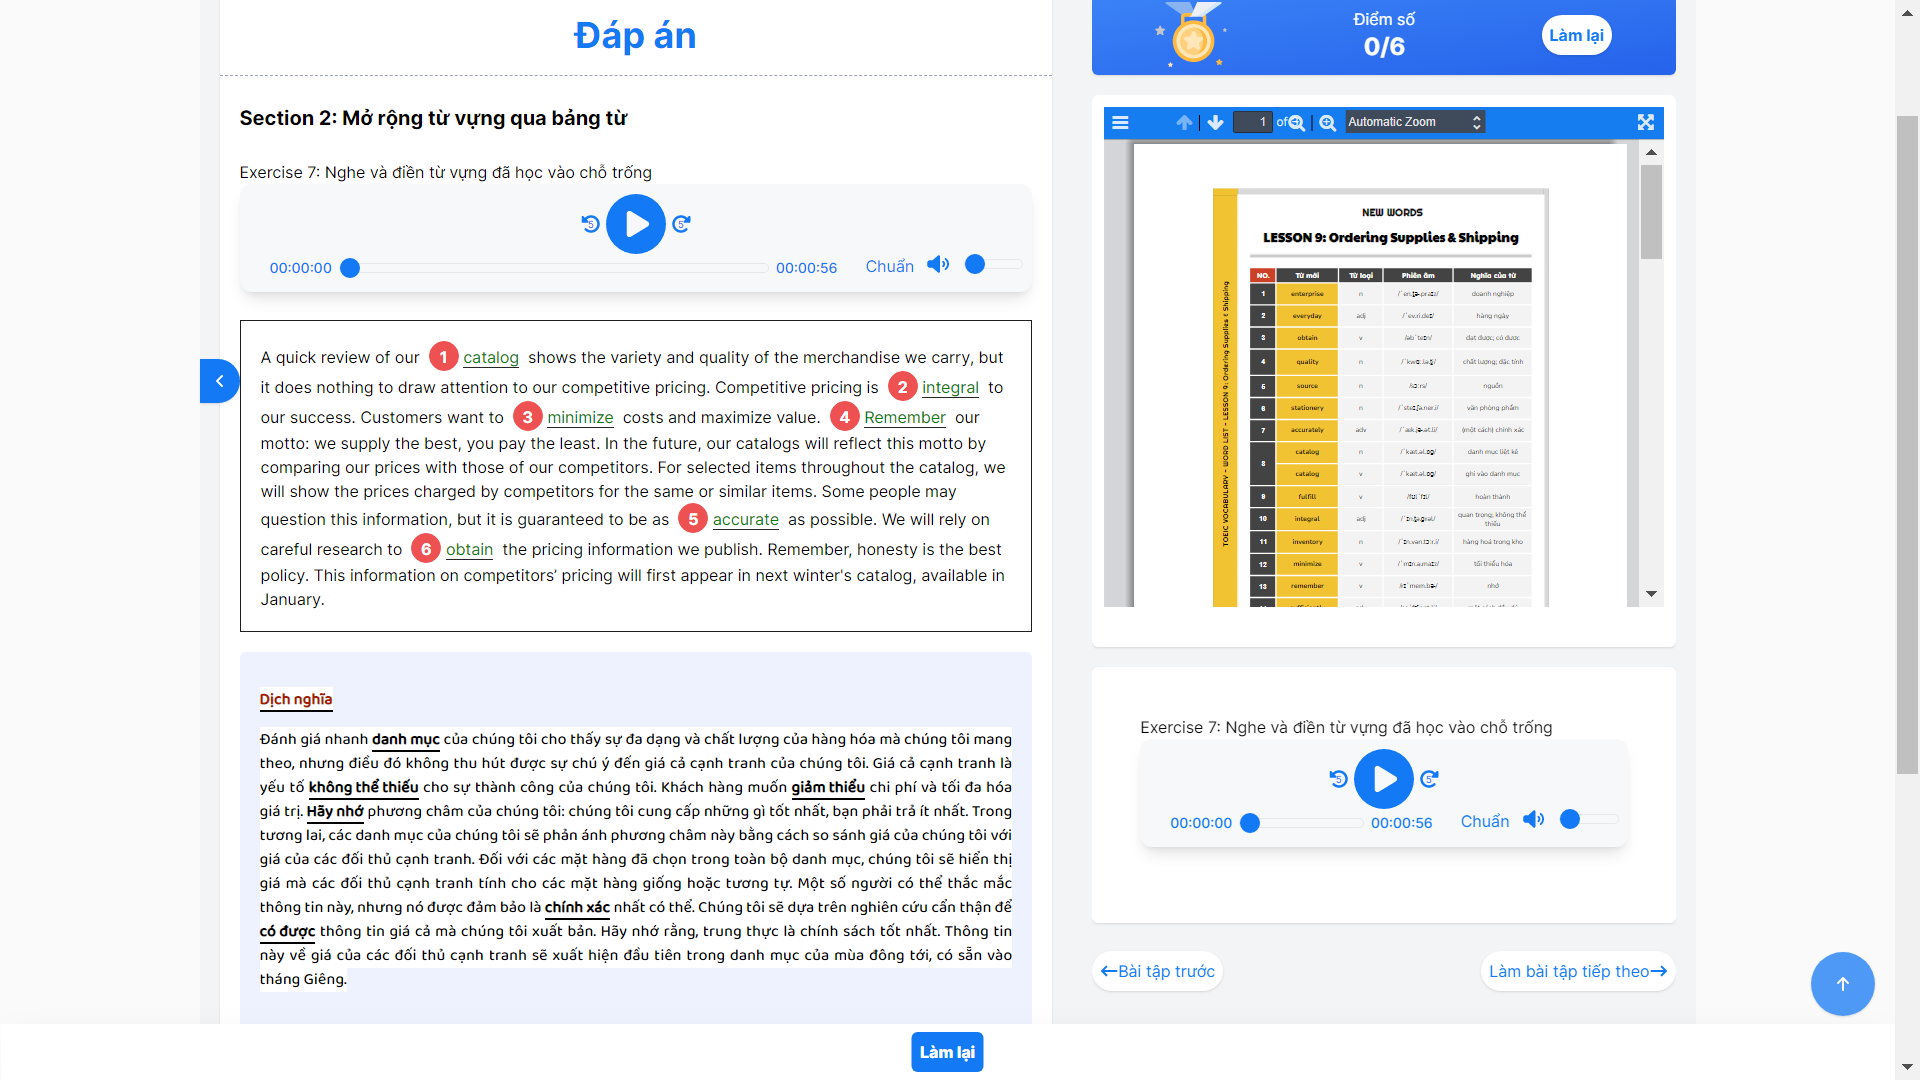 Đáp án
Section 2: Mở rộng từ vựng qua bảng từ
Exercise 7: Nghe và điền từ vựng đã học vào chỗ trống
5
5
00:00:00
00:00:56
Chuẩn
A quick review of our 1 catalog shows the variety and quality of the merchandise we carry, but
it does nothing to draw attention to our competitive pricing. Competitive pricing is 2 integral to
our success. Customers want to 3 minimize costs and maximize value. 4 Remember our
motto: we supply the best, you pay the least. In the future, our catalogs will reflect this motto by
comparing our prices with those of our competitors. For selected items throughout the catalog, we
will show the prices charged by competitors for the same or similar items. Some people may
question this information, but it is guaranteed to be as 5 accurate as possible. We will rely on
careful research to 6 obtain the pricing information we publish. Remember, honesty is the best
policy. This information on competitors’ pricing will first appear in next winter's catalog, available in
January.
Dịch nghĩa
Đánh giá nhanh danh mục của chúng tôi cho thấy sự đa dạng và chất lượng của hàng hóa mà chúng tôi mang
theo, nhưng điều đó không thu hút được sự chú ý đến giá cả cạnh tranh của chúng tôi. Giá cả cạnh tranh là
yếu tố không thể thiếu cho sự thành công của chúng tôi. Khách hàng muốn giảm thiểu chi phí và tối đa hóa
giá trị. Hãy nhớ phương châm của chúng tôi: chúng tôi cung cấp những gì tốt nhất, bạn phải trả ít nhất. Trong
tương lai, các danh mục của chúng tôi sẽ phản ánh phương châm này bằng cách so sánh giá của chúng tôi với
giá của các đối thủ cạnh tranh. Đối với các mặt hàng đã chọn trong toàn bộ danh mục, chúng tôi sẽ hiển thị
giá mà các đối thủ cạnh tranh tính cho các mặt hàng giống hoặc tương tự. Một số người có thể thắc mắc
thông tin này, nhưng nó được đảm bảo là chính xác nhất có thể. Chúng tôi sẽ dựa trên nghiên cứu cẩn thận để
có được thông tin giá cả mà chúng tôi xuất bản. Hãy nhớ rằng, trung thực là chính sách tốt nhất. Thông tin
này về giá của các đối thủ cạnh tranh sẽ xuất hiện đầu tiên trong danh mục của mùa đông tới, có sẵn vào
tháng Giêng.
Làm lại
Điểm số
0/6
Làm lại
1 of
Automatic Zoom
TOEIC VOCABULARY - WORD LIST - LESSON 9: Ordering Supplies & Shipping
NEW WORDS
LESSON 9: Ordering Supplies & Shipping
NO. Từ mới Từ loại Phiên âm Nghĩa của từ
1 enterprise n doanh nghiệp
2 everyday adj hàng ngày
3 obtain v đạt được; có được
4 quality n chất lượng; đặc tính
5 source n nguồn
6 stationery n văn phòng phẩm
7 accurately adv (một cách) chính xác
8 catalog n danh mục liệt kê
catalog v ghi vào danh mục
9 fulfill v hoàn thành
10 integral adj quan trọng; không thể thiếu
11 inventory n hàng hoá trong kho
12 minimize v tối thiểu hóa
13 remember v nhớ
Exercise 7: Nghe và điền từ vựng đã học vào chỗ trống
5
5
00:00:00
00:00:56
Chuẩn
Bài tập trước
Làm bài tập tiếp theo